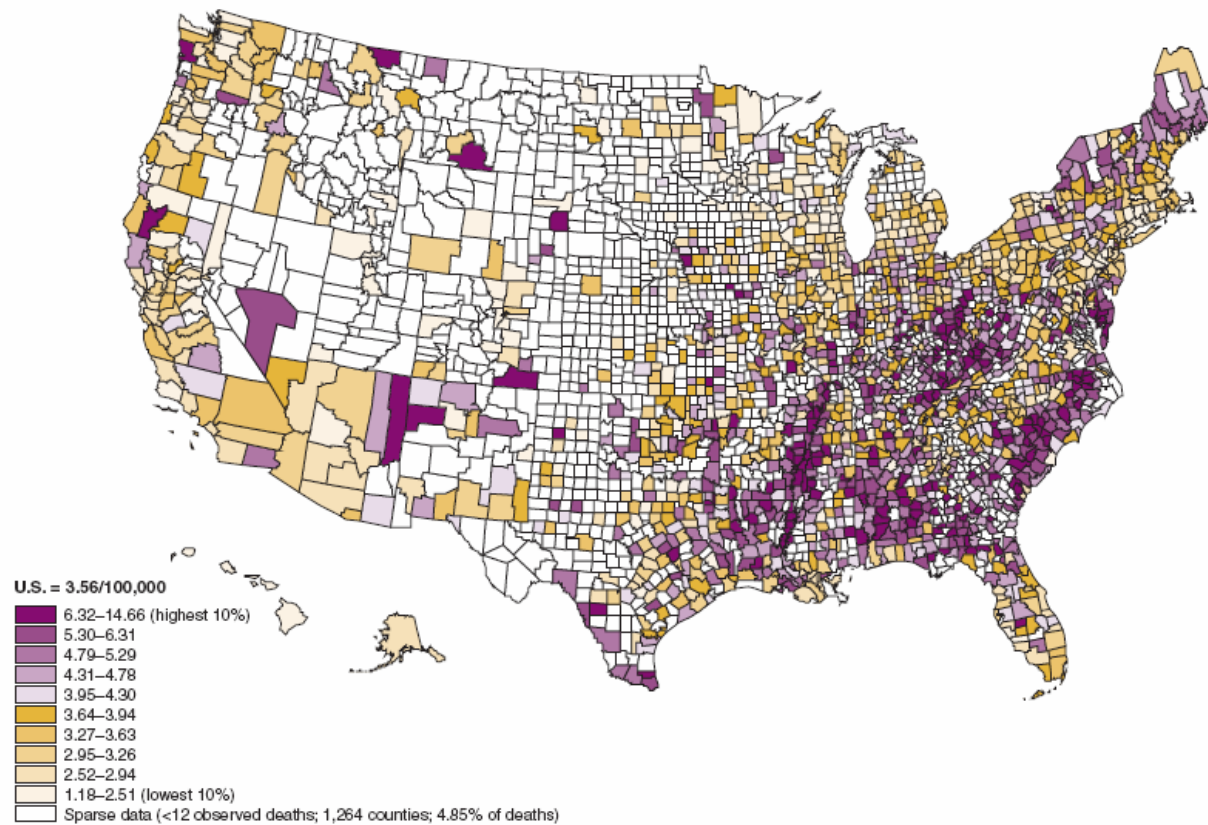 U.S. = 3.56/100,000
6.32–14.66 (highest 10%)
5.30–6.31
4.79–5.29
4.31–4.78
3.95–4.30
3.64–3.94
3.27–3.63
2.95–3.26
2.52–2.94
1.18–2.51 (lowest 10%)
Sparse data (<12 observed deaths; 1,264 counties; 4.85% of deaths)